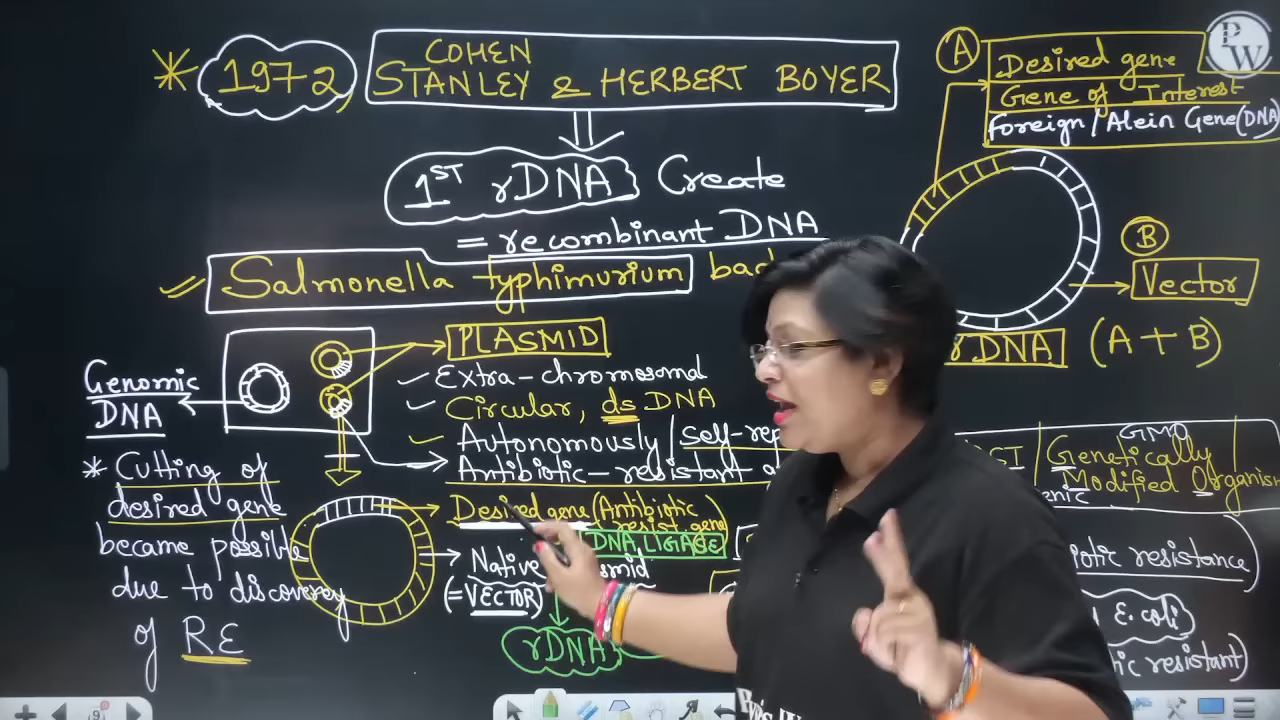 * 1972
COHEN
STANLEY & HERBERT BOYER
1ST rDNA Create
= recombinant DNA
Salmonella typhimurium
PLASMID
Extra-chromosomal
Circular, ds DNA
Autonomously/self-rep
Antibiotic-resistant
Genomic
DNA
* Cutting of
desired gene
became possible
due to discovery
of RE
Desired gene (Antibiotic
resist gene
DNA LIGASE
Native
(=VECTOR)
rDNA
A
Desired gene
Gene of Interest
Foreign/Alein Gene(DNA)
B
Vector
rDNA (A+B)
GMO
Genetically
Modified Organism
resistance)
E.coli
resistant)
PW
9